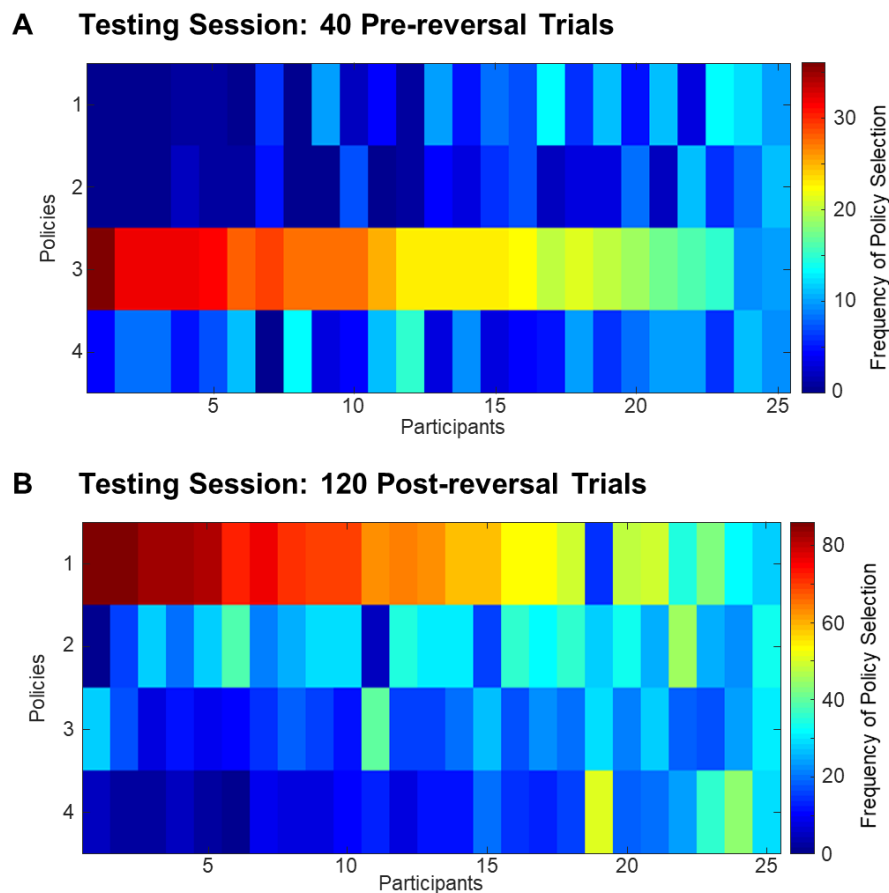 A Testing Session: 40 Pre-reversal Trials
1
2
3
4
Policies
5 10 15 20 25
Participants
30
20
10
0
Frequency of Policy Selection
B Testing Session: 120 Post-reversal Trials
1
2
3
4
Policies
5 10 15 20 25
Participants
80
60
40
20
0
Frequency of Policy Selection